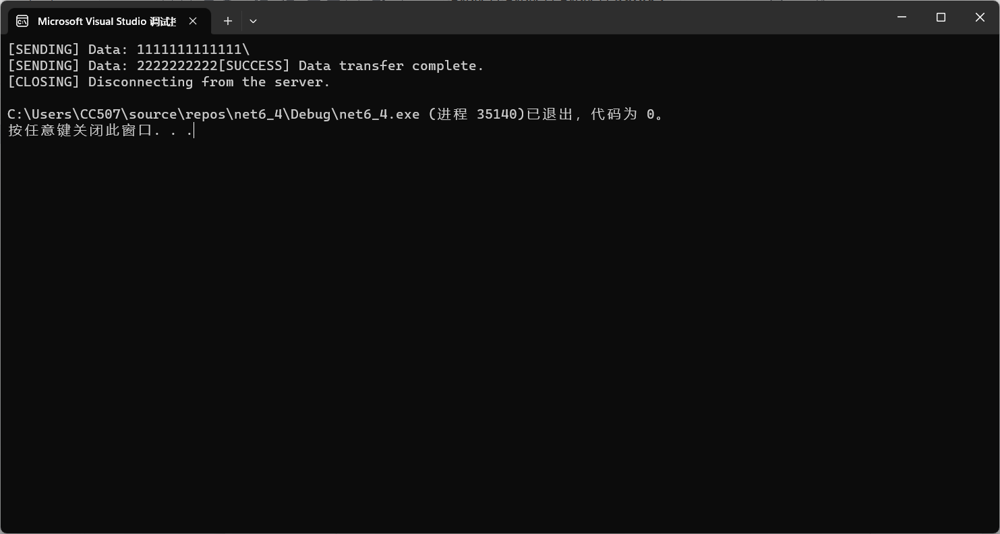 Microsoft Visual Studio 调试
[SENDING] Data: 1111111111111\
[SENDING] Data: 2222222222[SUCCESS] Data transfer complete.
[CLOSING] Disconnecting from the server.
C:\Users\CC507\source\repos\net6_4\Debug\net6_4.exe (进程 35140)已退出，代码为 0。
按任意键关闭此窗口. . .